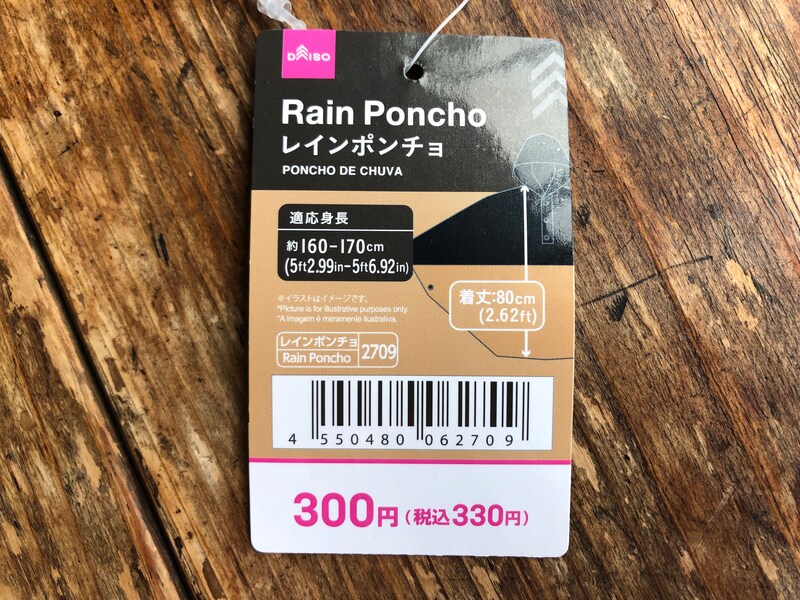 DAISO
Rain Poncho
レインポンチョ
PONCHO DE CHUVA
適応身長
約160-170cm
(5ft2.99in-5ft6.92in)
※イラストはイメージです。
*Picture is for illustrative purposes only.
*A imagem é meramente ilustrativa.
着丈:80cm
(2.62ft)
レインポンチョ
Rain Poncho
2709
4 550480 062709
300円(税込330円)